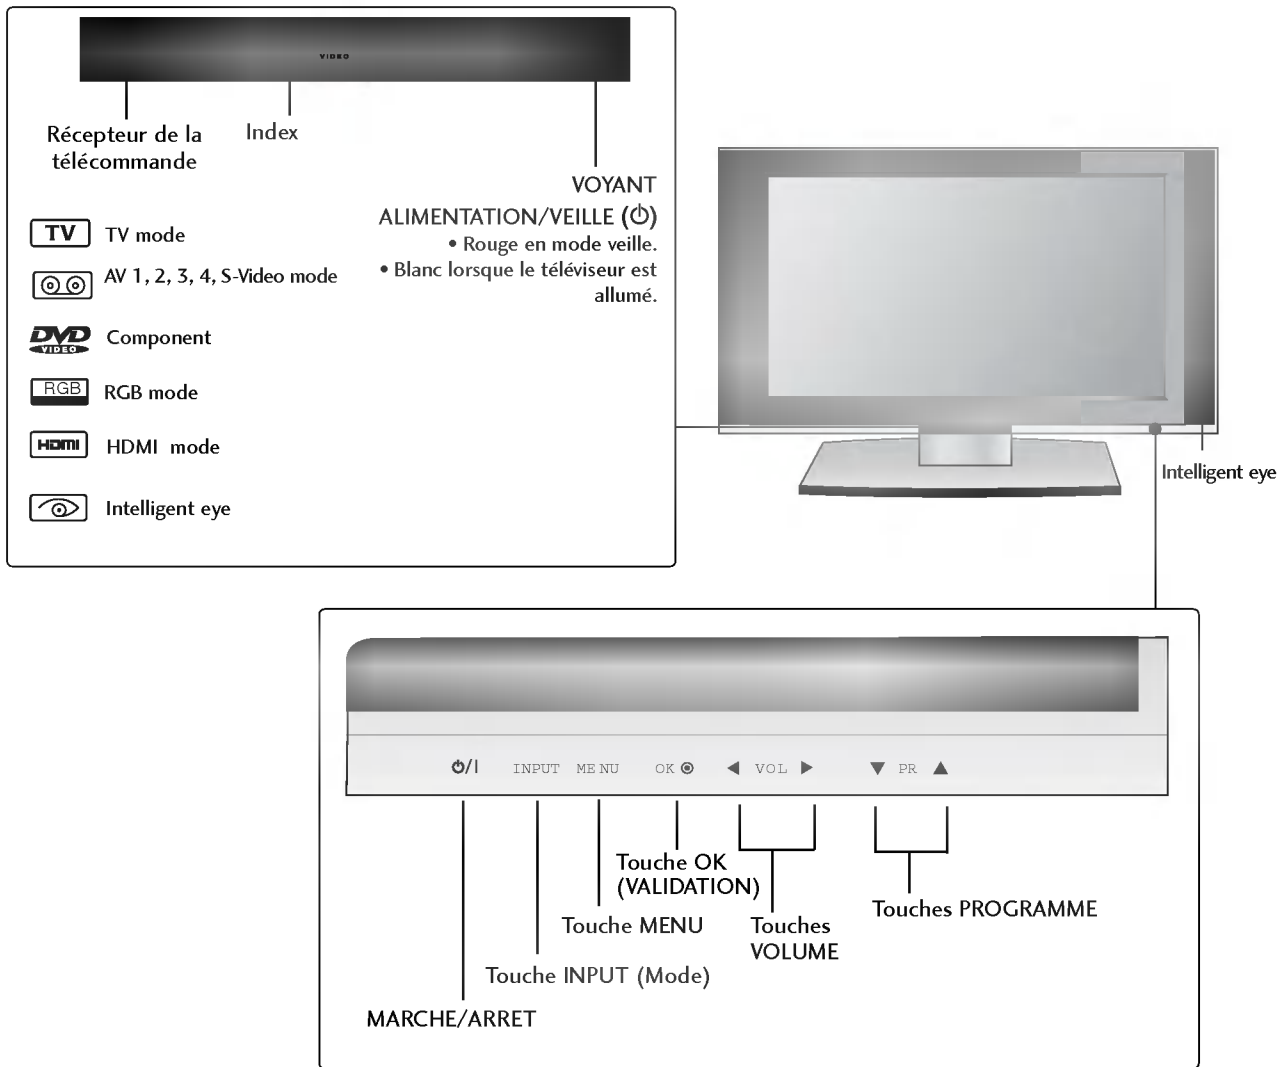 VIDEO
Récepteur de la
télécommande
Index
VOYANT
ALIMENTATION/VEILLE (⏻)
• Rouge en mode veille.
• Blanc lorsque le téléviseur est
allumé.
TV TV mode
AV 1, 2, 3, 4, S-Video mode
DVD VIDEO Component
RGB RGB mode
HDMI HDMI mode
Intelligent eye
Intelligent eye
⏻/I INPUT MENU OK ◉ ◀ VOL ▶ ▼ PR ▲
Touche OK
(VALIDATION)
Touches PROGRAMME
Touche MENU
Touches
VOLUME
Touche INPUT (Mode)
MARCHE/ARRET